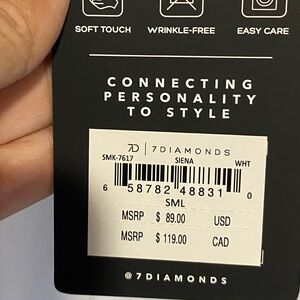 SOFT TOUCH WRINKLE-FREE EASY CARE
CONNECTING
PERSONALITY
TO STYLE
7D | 7DIAMONDS
SMK-7617 SIENA WHT
6 58782 48831 0
SML
MSRP $ 89.00 USD
MSRP $ 119.00 CAD
@7DIAMONDS